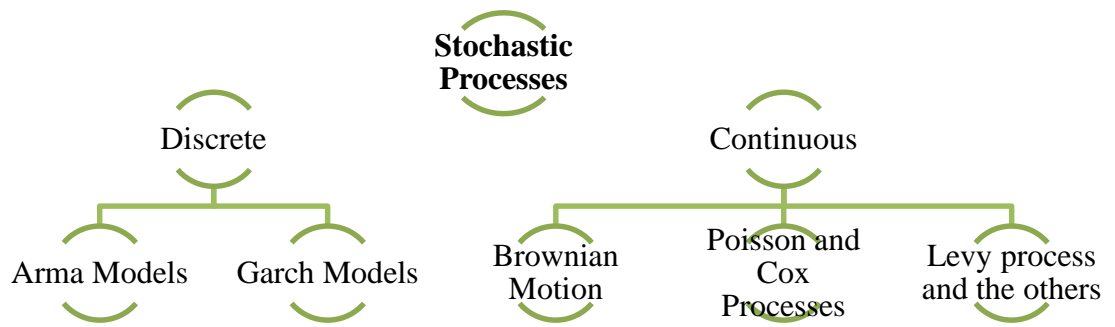 Stochastic
Processes
Discrete
Continuous
Arma Models
Garch Models
Brownian
Motion
Poisson and
Cox
Processes
Levy process
and the others